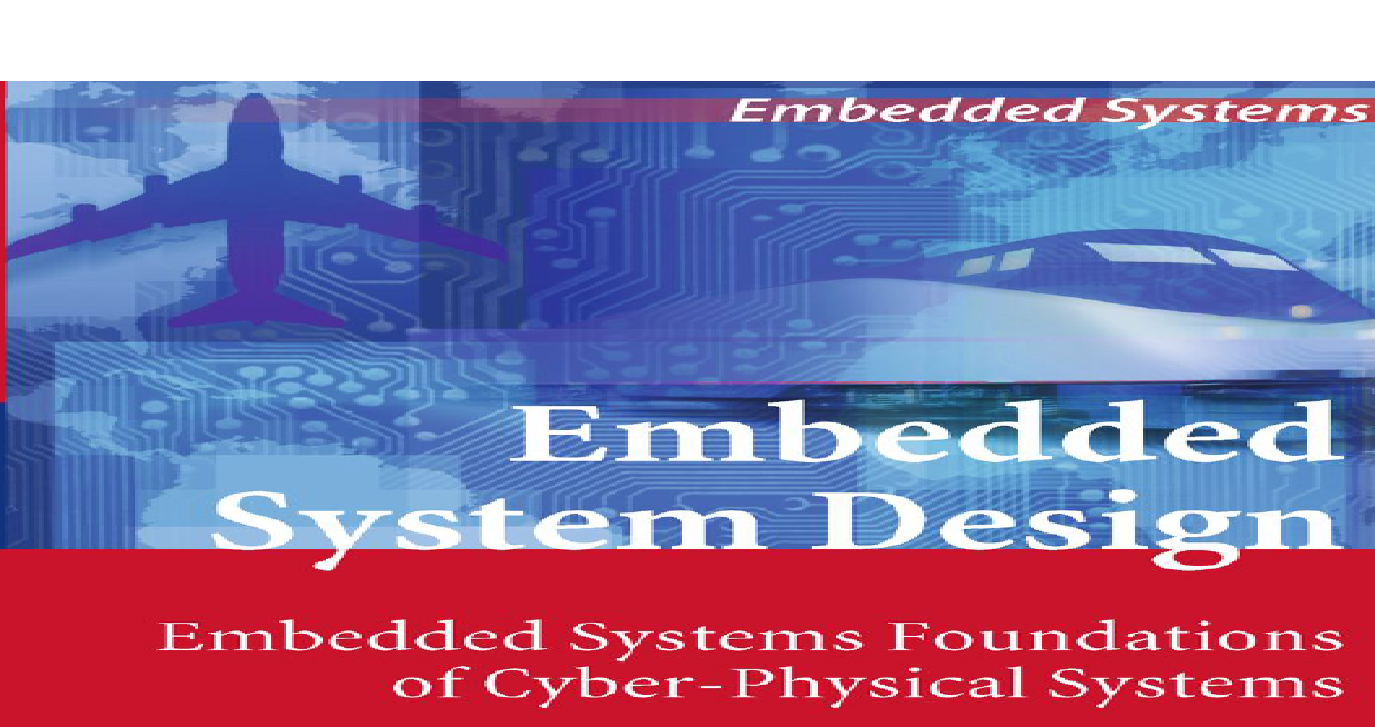 Embedded Systems
Embedded
System Design
Embedded Systems Foundations
of Cyber-Physical Systems